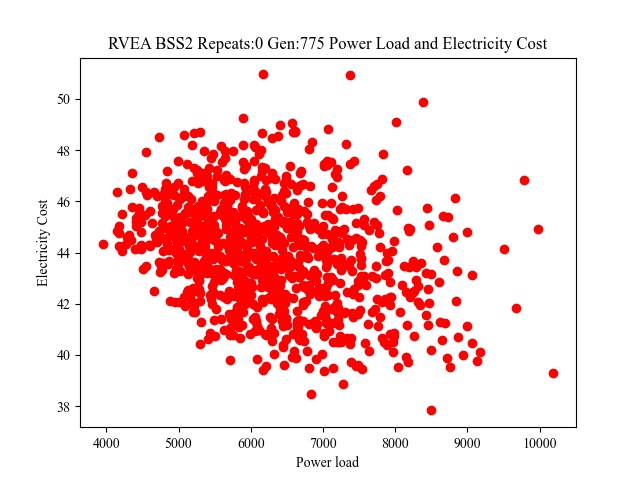 RVEA BSS2 Repeats:0 Gen:775 Power Load and Electricity Cost
50
48
46
44
42
40
38
Electricity Cost
4000 5000 6000 7000 8000 9000 10000
Power load